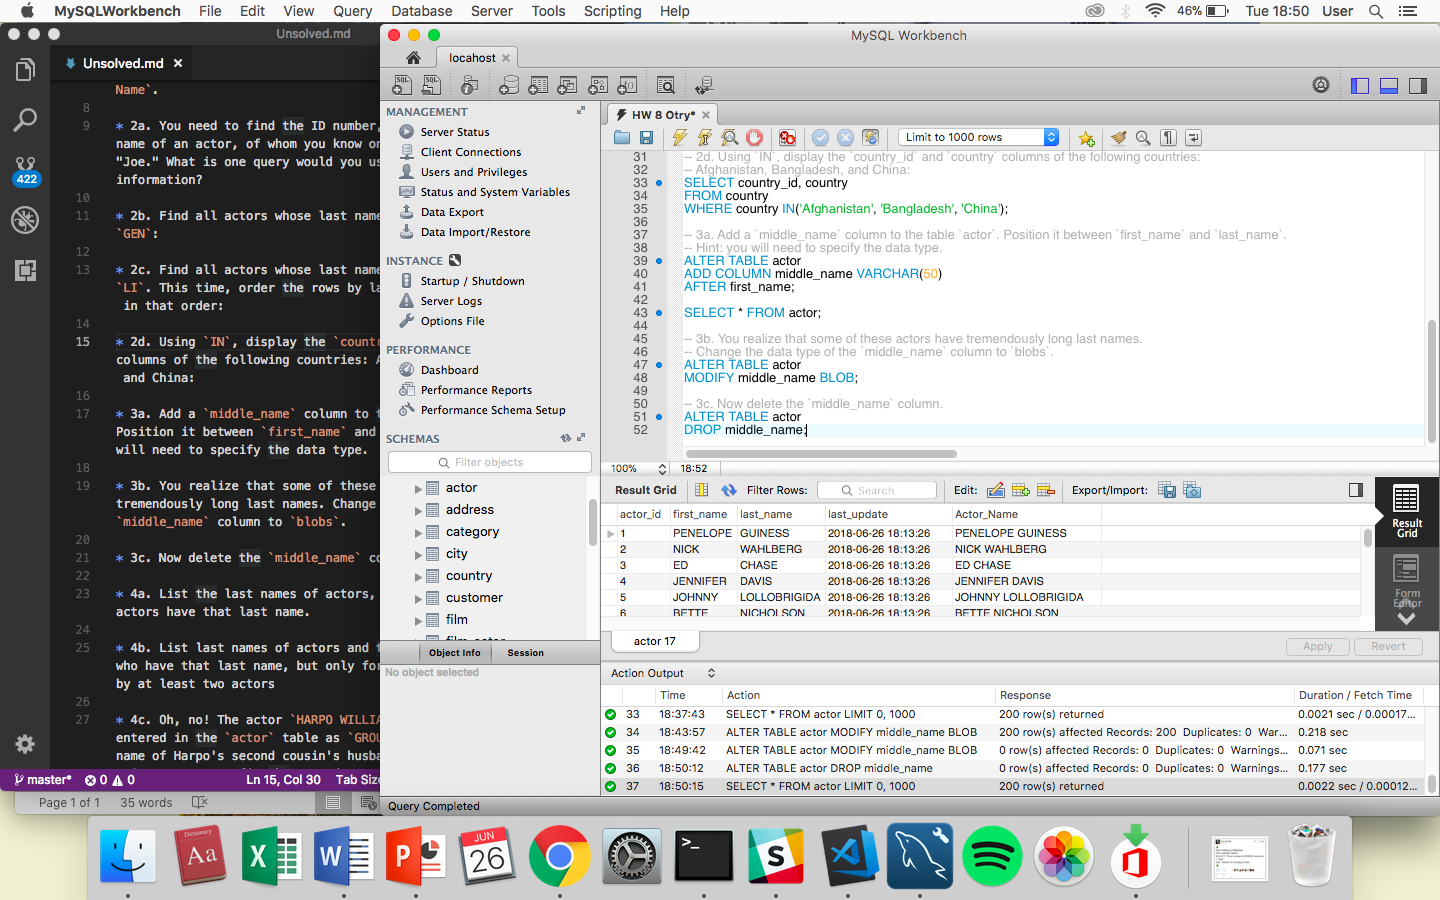 MySQLWorkbench File Edit View Query Database Server Tools Scripting Help
46% Tue 18:50 User
Unsolved.md
Unsolved.md ×
Name`.
8
9 * 2a. You need to find the ID number,
name of an actor, of whom you know on
"Joe." What is one query would you us
information?
10
11 * 2b. Find all actors whose last name
`GEN`:
12
13 * 2c. Find all actors whose last name
`LI`. This time, order the rows by la
in that order:
14
15 * 2d. Using `IN`, display the `countr
columns of the following countries: A
and China:
16
17 * 3a. Add a `middle_name` column to t
Position it between `first_name` and
will need to specify the data type.
18
19 * 3b. You realize that some of these
tremendously long last names. Change
`middle_name` column to `blobs`.
20
21 * 3c. Now delete the `middle_name` co
22
23 * 4a. List the last names of actors,
actors have that last name.
24
25 * 4b. List last names of actors and t
who have that last name, but only for
by at least two actors
26
27 * 4c. Oh, no! The actor `HARPO WILLIA
entered in the `actor` table as `GROU
name of Harpo's second cousin's husba
422
master* 0 0 Ln 15, Col 30 Tab Size
Page 1 of 1 35 words
MySQL Workbench
locahost
MANAGEMENT
Server Status
Client Connections
Users and Privileges
Status and System Variables
Data Export
Data Import/Restore
INSTANCE
Startup / Shutdown
Server Logs
Options File
PERFORMANCE
Dashboard
Performance Reports
Performance Schema Setup
SCHEMAS
Filter objects
actor
address
category
city
country
customer
film
film_actor
Object Info Session
No object selected
HW 8 Otry*
Limit to 1000 rows
31 -- 2d. Using `IN`, display the `country_id` and `country` columns of the following countries:
32 -- Afghanistan, Bangladesh, and China:
33 SELECT country_id, country
34 FROM country
35 WHERE country IN('Afghanistan', 'Bangladesh', 'China');
36
37 -- 3a. Add a `middle_name` column to the table `actor`. Position it between `first_name` and `last_name`.
38 -- Hint: you will need to specify the data type.
39 ALTER TABLE actor
40 ADD COLUMN middle_name VARCHAR(50)
41 AFTER first_name;
42
43 SELECT * FROM actor;
44
45 -- 3b. You realize that some of these actors have tremendously long last names.
46 -- Change the data type of the `middle_name` column to `blobs`.
47 ALTER TABLE actor
48 MODIFY middle_name BLOB;
49
50 -- 3c. Now delete the `middle_name` column.
51 ALTER TABLE actor
52 DROP middle_name;
100% 18:52
Result Grid Filter Rows: Search Edit: Export/Import:
actor_id first_name last_name last_update Actor_Name
1 PENELOPE GUINESS 2018-06-26 18:13:26 PENELOPE GUINESS
2 NICK WAHLBERG 2018-06-26 18:13:26 NICK WAHLBERG
3 ED CHASE 2018-06-26 18:13:26 ED CHASE
4 JENNIFER DAVIS 2018-06-26 18:13:26 JENNIFER DAVIS
5 JOHNNY LOLLOBRIGIDA 2018-06-26 18:13:26 JOHNNY LOLLOBRIGIDA
6 BETTE NICHOLSON 2018-06-26 18:13:26 BETTE NICHOLSON
Result Grid
Form Editor
actor 17
Apply Revert
Action Output
Time Action Response Duration / Fetch Time
33 18:37:43 SELECT * FROM actor LIMIT 0, 1000 200 row(s) returned 0.0021 sec / 0.00017...
34 18:43:57 ALTER TABLE actor MODIFY middle_name BLOB 200 row(s) affected Records: 200 Duplicates: 0 War... 0.218 sec
35 18:49:42 ALTER TABLE actor MODIFY middle_name BLOB 0 row(s) affected Records: 0 Duplicates: 0 Warnings... 0.071 sec
36 18:50:12 ALTER TABLE actor DROP middle_name 0 row(s) affected Records: 0 Duplicates: 0 Warnings... 0.177 sec
37 18:50:15 SELECT * FROM actor LIMIT 0, 1000 200 row(s) returned 0.0022 sec / 0.00012...
Query Completed
Dictionary
Aa
JUN
26